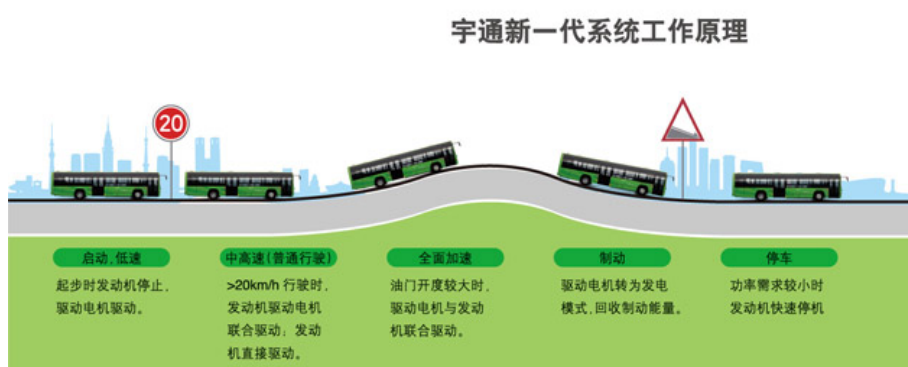 宇通新一代系统工作原理
20
启动,低速
起步时发动机停止,
驱动电机驱动。
中高速(普通行驶)
>20km/h 行驶时,
发动机驱动电机
联合驱动; 发动
机直接驱动。
全面加速
油门开度较大时,
驱动电机与发动
机联合驱动。
制动
驱动电机转为发电
模式,回收制动能量。
停车
功率需求较小时
发动机快速停机